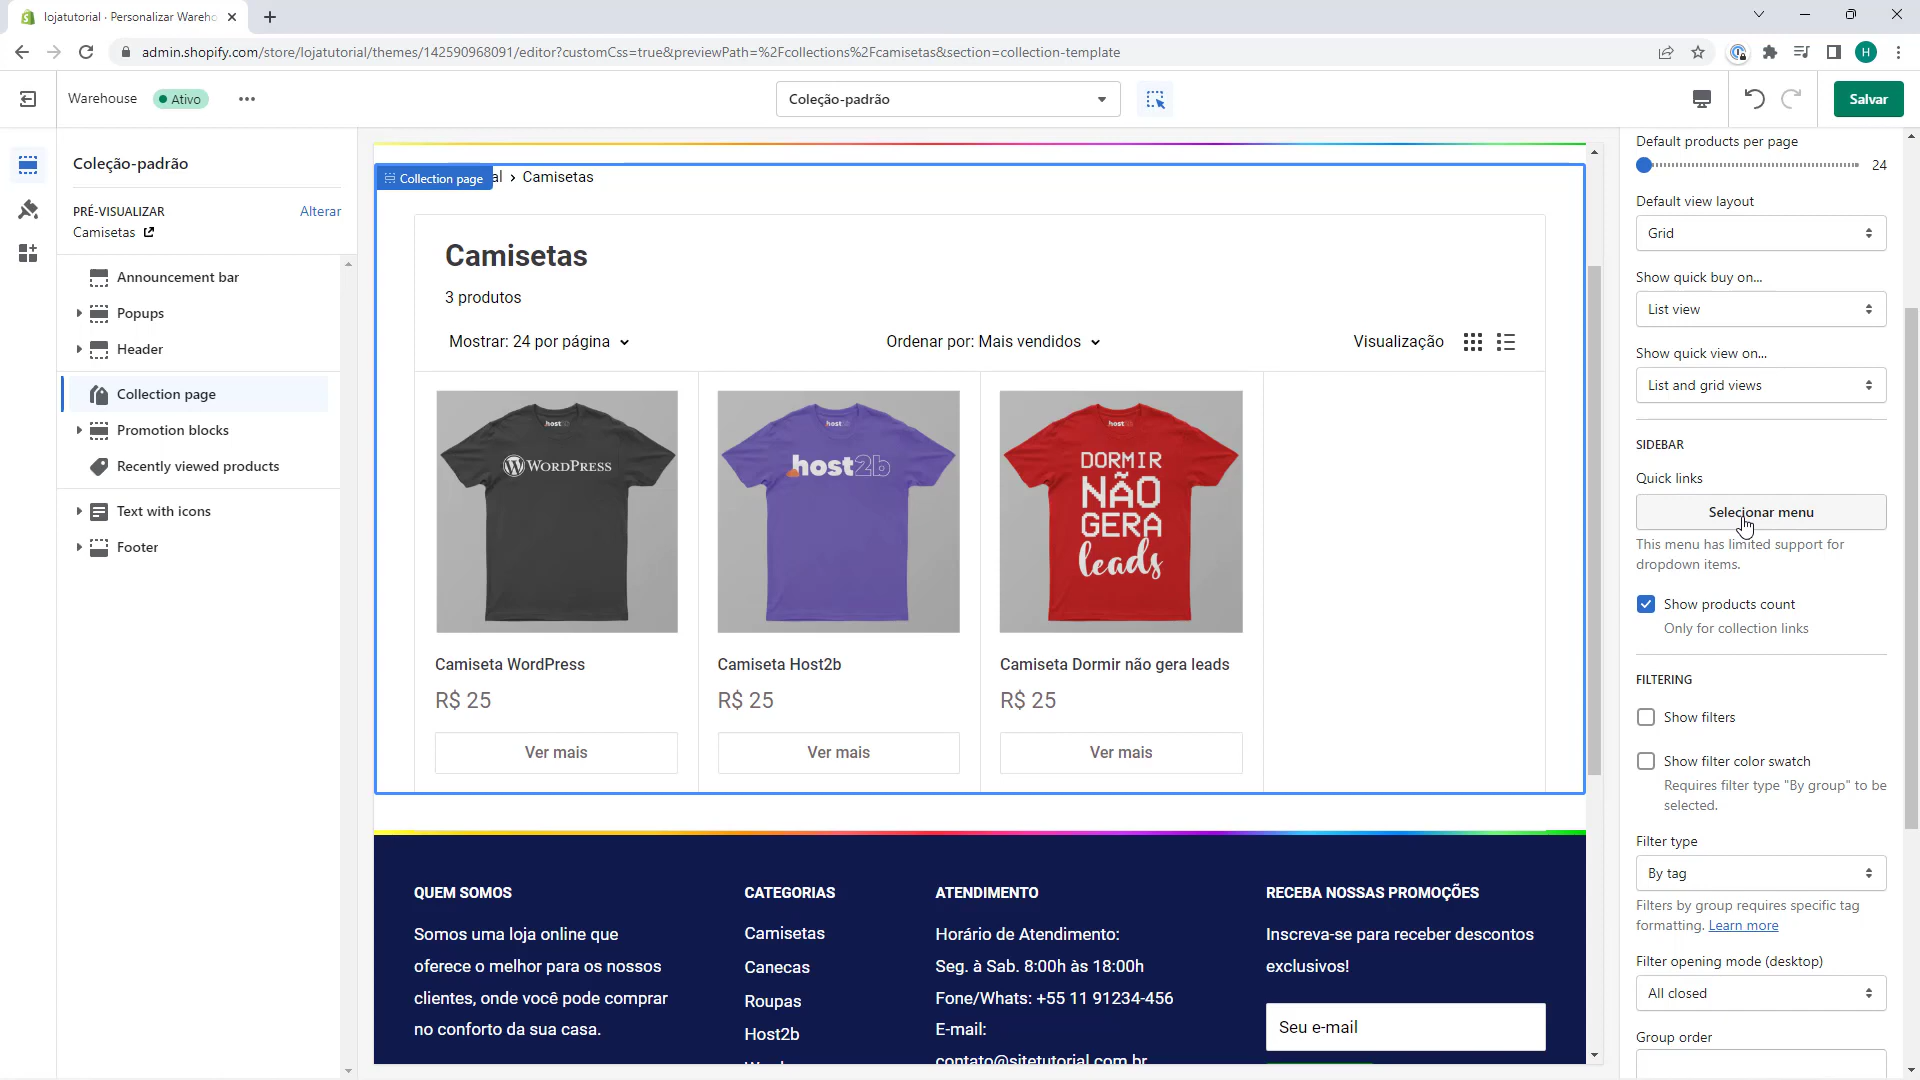 lojatutorial · Personalizar Wareho
admin.shopify.com/store/lojatutorial/themes/142590968091/editor?customCss=true&previewPath=%2Fcollections%2Fcamisetas&section=collection-template
H
Warehouse
Ativo
Coleção-padrão
Salvar
Coleção-padrão
PRÉ-VISUALIZAR
Alterar
Camisetas
Announcement bar
Popups
Header
Collection page
Promotion blocks
Recently viewed products
Text with icons
Footer
Collection page
al › Camisetas
Camisetas
3 produtos
Mostrar: 24 por página
Ordenar por: Mais vendidos
Visualização
host
WORDPRESS
host
host2b
host
DORMIR
NÃO
GERA
leads
Camiseta WordPress
R$ 25
Ver mais
Camiseta Host2b
R$ 25
Ver mais
Camiseta Dormir não gera leads
R$ 25
Ver mais
QUEM SOMOS
Somos uma loja online que
oferece o melhor para os nossos
clientes, onde você pode comprar
no conforto da sua casa.
CATEGORIAS
Camisetas
Canecas
Roupas
Host2b
ATENDIMENTO
Horário de Atendimento:
Seg. à Sab. 8:00h às 18:00h
Fone/Whats: +55 11 91234-456
E-mail:
contato@sitetutorial.com.br
RECEBA NOSSAS PROMOÇÕES
Inscreva-se para receber descontos
exclusivos!
Seu e-mail
Default products per page
24
Default view layout
Grid
Show quick buy on...
List view
Show quick view on...
List and grid views
SIDEBAR
Quick links
Selecionar menu
This menu has limited support for
dropdown items.
Show products count
Only for collection links
FILTERING
Show filters
Show filter color swatch
Requires filter type "By group" to be
selected.
Filter type
By tag
Filters by group requires specific tag
formatting. Learn more
Filter opening mode (desktop)
All closed
Group order